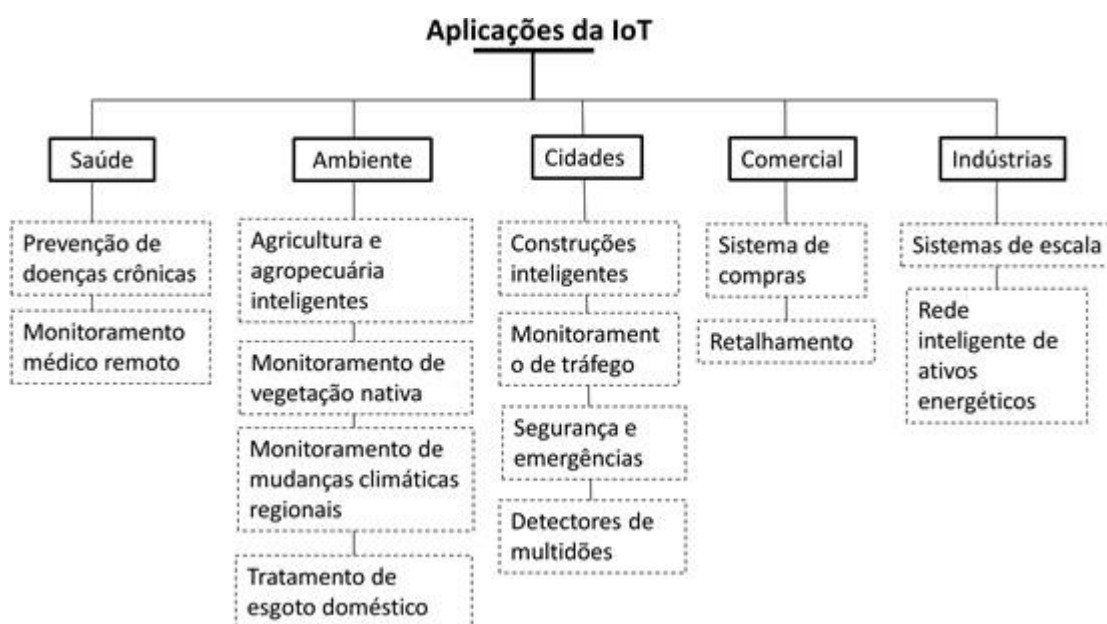 Aplicações da IoT
Saúde
Prevenção de
doenças crônicas
Monitoramento
médico remoto
Ambiente
Agricultura e
agropecuária
inteligentes
Monitoramento de
vegetação nativa
Monitoramento de
mudanças climáticas
regionais
Tratamento de
esgoto doméstico
Cidades
Construções
inteligentes
Monitorament
o de tráfego
Segurança e
emergências
Detectores de
multidões
Comercial
Sistema de
compras
Retalhamento
Indústrias
Sistemas de escala
Rede
inteligente de
ativos
energéticos